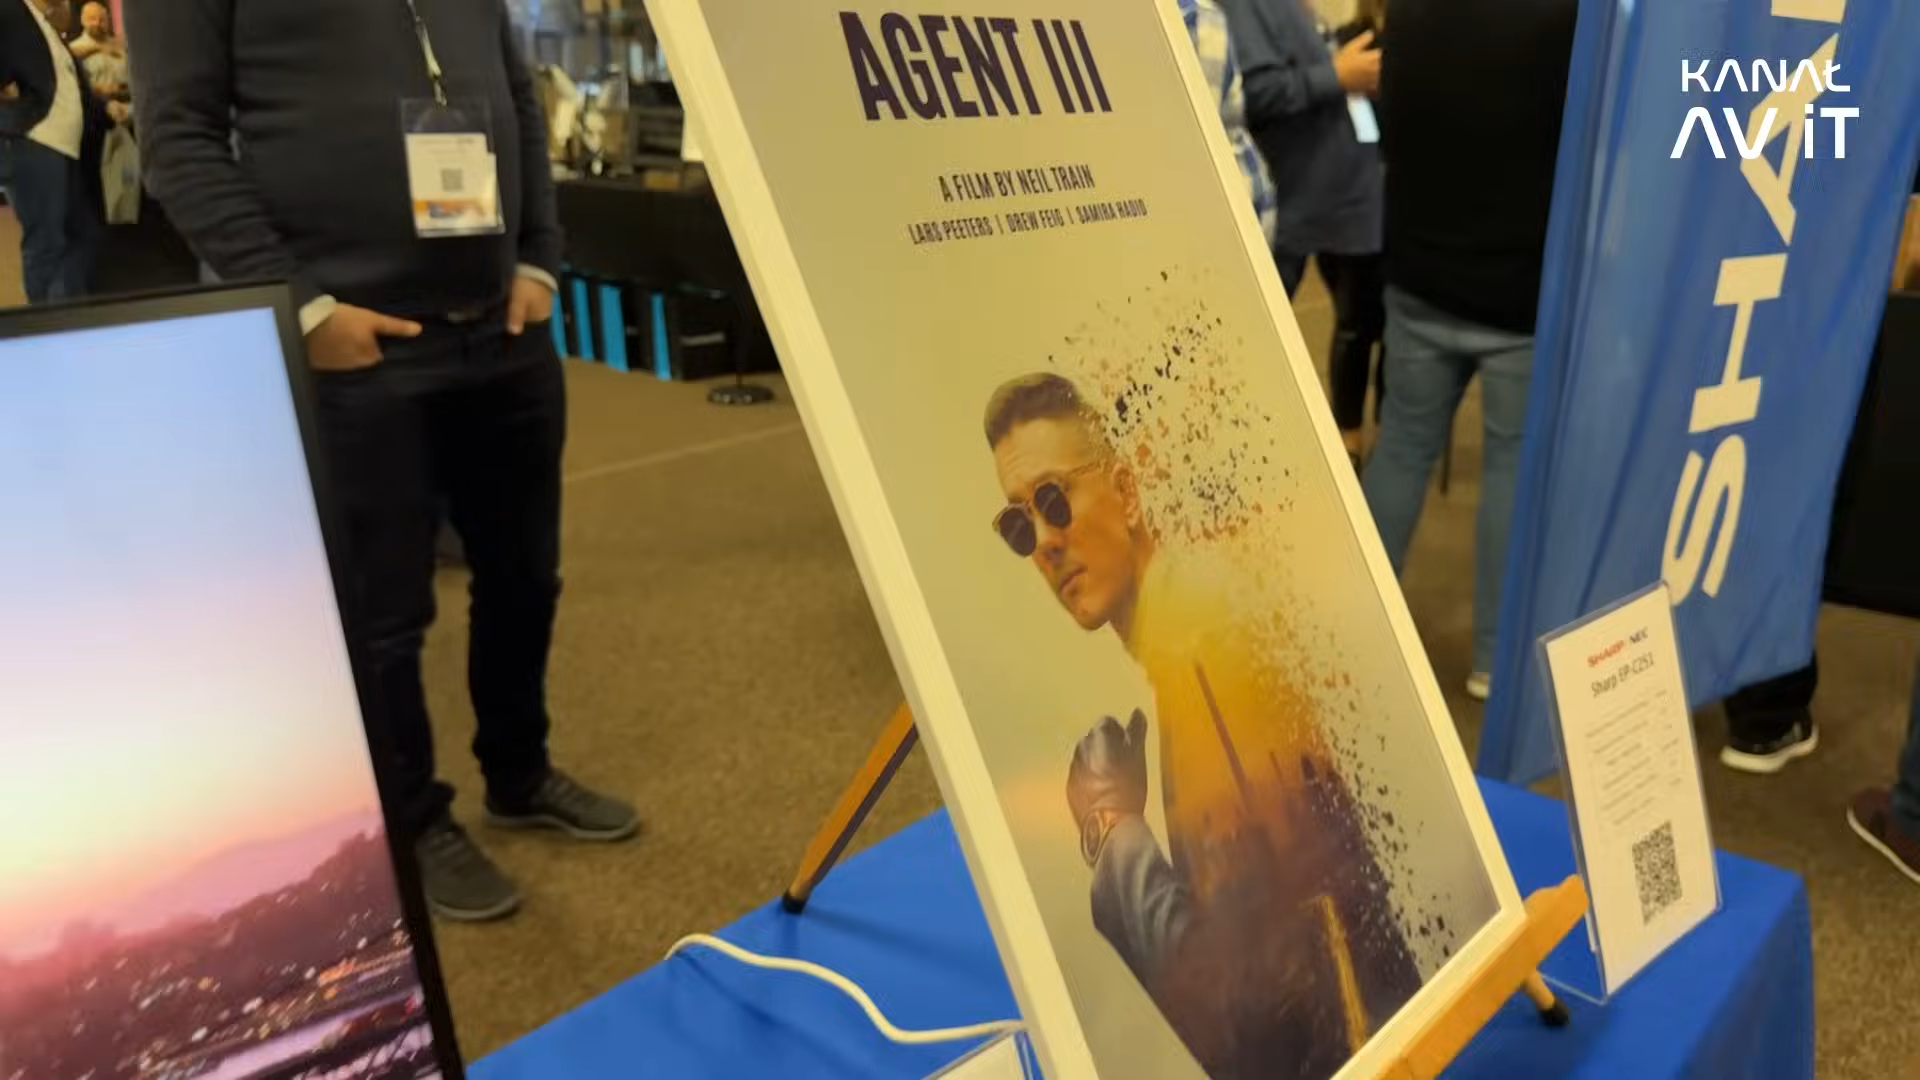 AGENT III
A FILM BY NEIL TRAIN
LARS PEETERS | DREW FEIG | SAMIRA HADID
KANAŁ
AV iT
SHA
SHARP/NEC
Sharp EP-C251